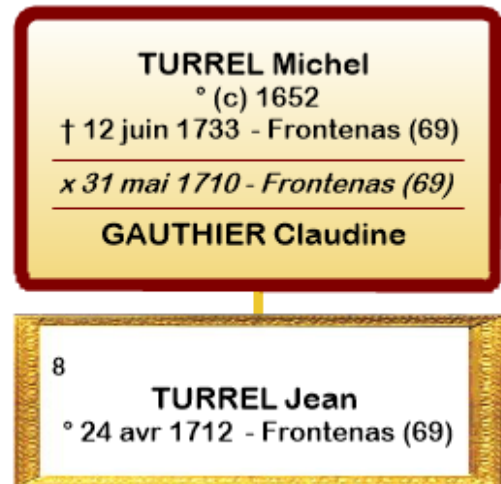 TURREL Michel
° (c) 1652
† 12 juin 1733 - Frontenas (69)
x 31 mai 1710 - Frontenas (69)
GAUTHIER Claudine
8
TURREL Jean
° 24 avr 1712 - Frontenas (69)